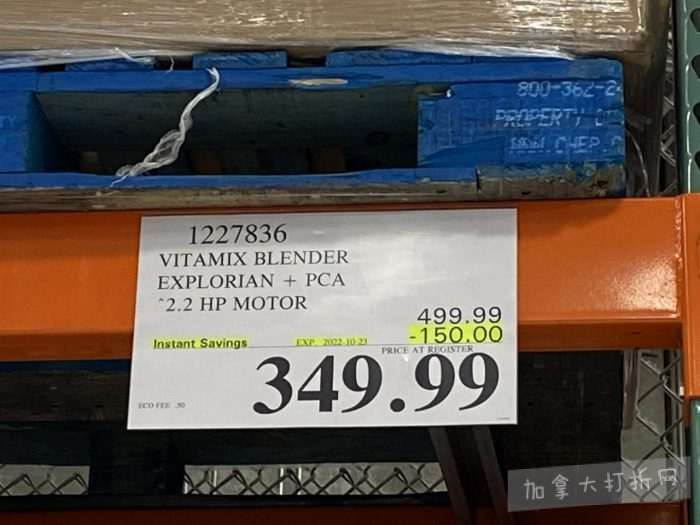 800-362-2
PROPERTY
1227836
VITAMIX BLENDER
EXPLORIAN + PCA
^2.2 HP MOTOR
499.99
Instant Savings EXP. 2022-10-23 -150.00
PRICE AT REGISTER
349.99
ECO FEE .50
加拿大打折网